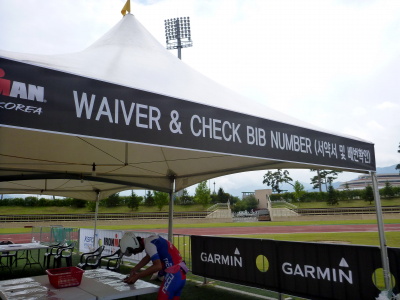 WAIVER & CHECK BIB NUMBER (서약서 및 배번확인)
MAN
KOREA
GARMIN
GARMIN